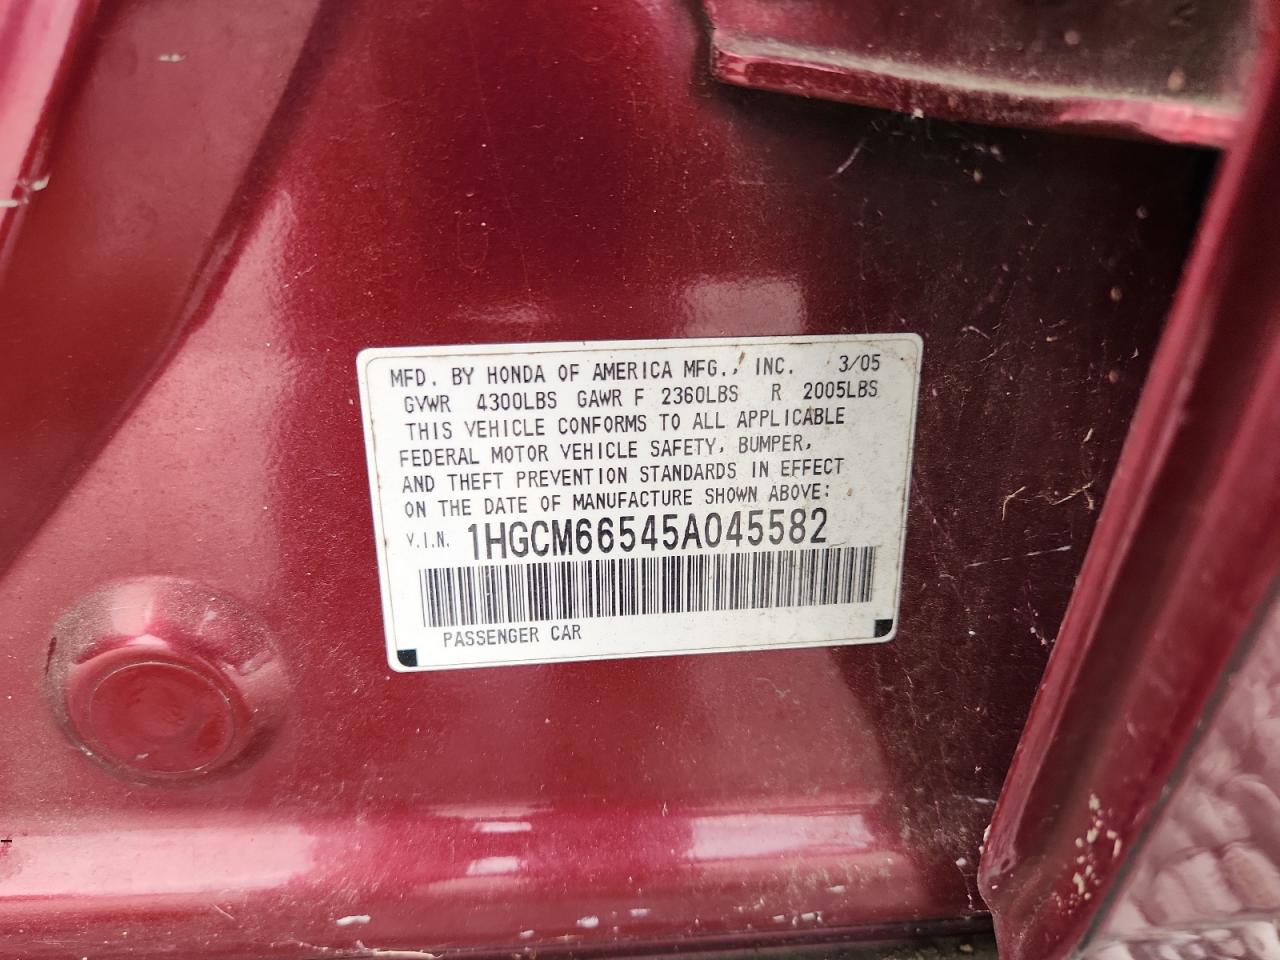 MFD. BY HONDA OF AMERICA MFG., INC. 3/05
GVWR 4300LBS GAWR F 2360LBS R 2005LBS
THIS VEHICLE CONFORMS TO ALL APPLICABLE
FEDERAL MOTOR VEHICLE SAFETY, BUMPER,
AND THEFT PREVENTION STANDARDS IN EFFECT
ON THE DATE OF MANUFACTURE SHOWN ABOVE:
V.I.N. 1HGCM66545A045582
PASSENGER CAR